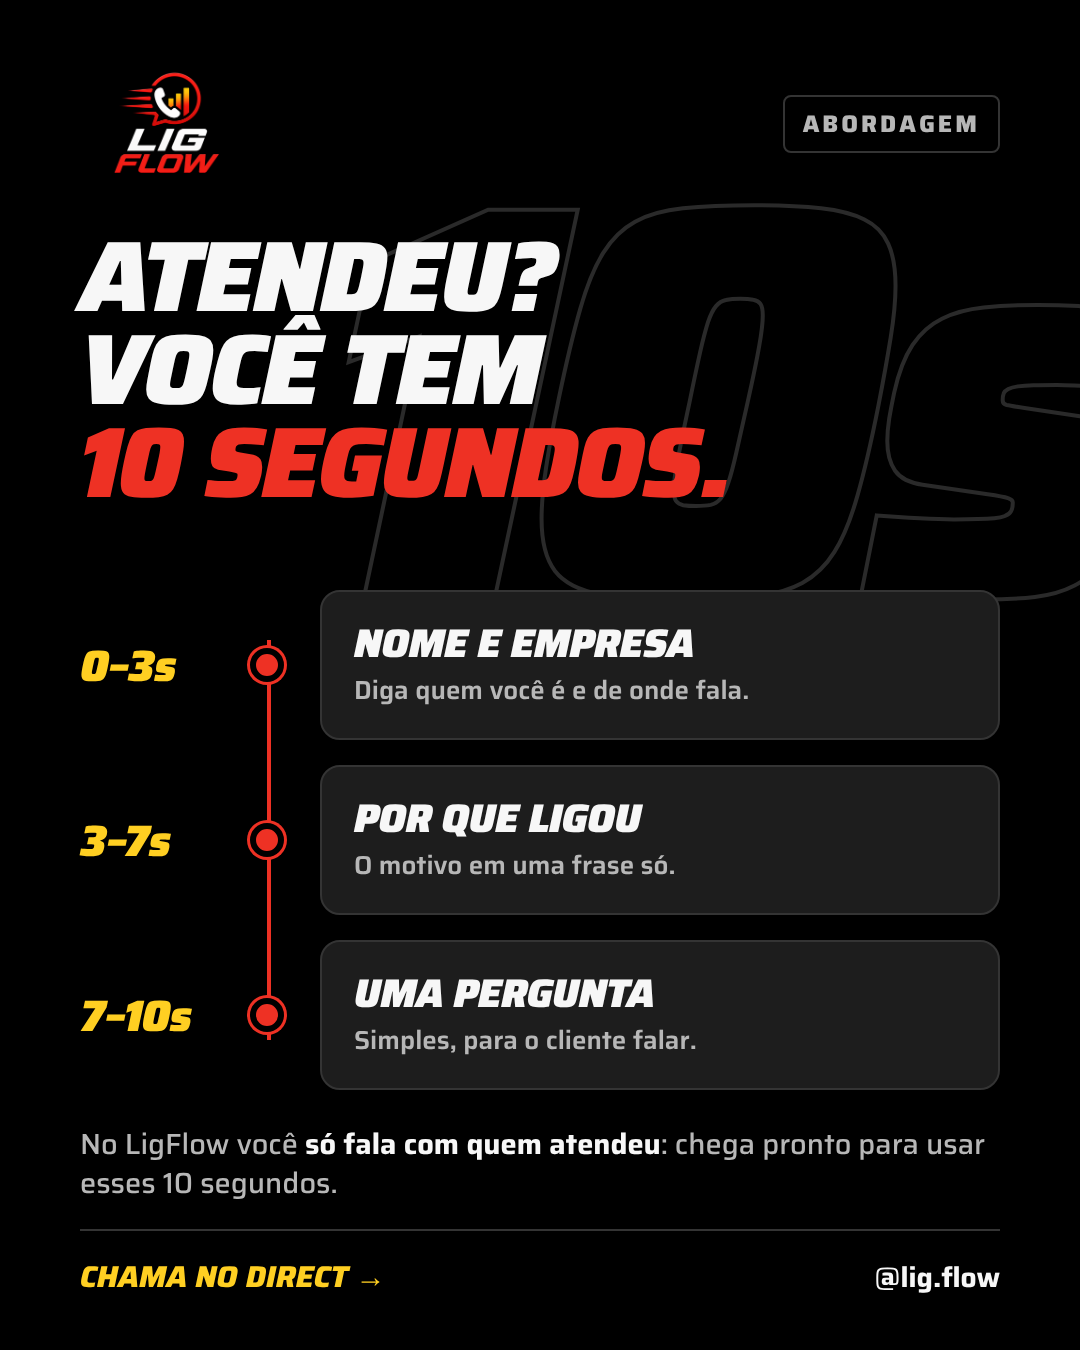 LIG
FLOW
ABORDAGEM
10s
ATENDEU?
VOCÊ TEM
10 SEGUNDOS.
0–3s
NOME E EMPRESA
Diga quem você é e de onde fala.
3–7s
POR QUE LIGOU
O motivo em uma frase só.
7–10s
UMA PERGUNTA
Simples, para o cliente falar.
No LigFlow você só fala com quem atendeu: chega pronto para usar
esses 10 segundos.
CHAMA NO DIRECT →
@lig.flow